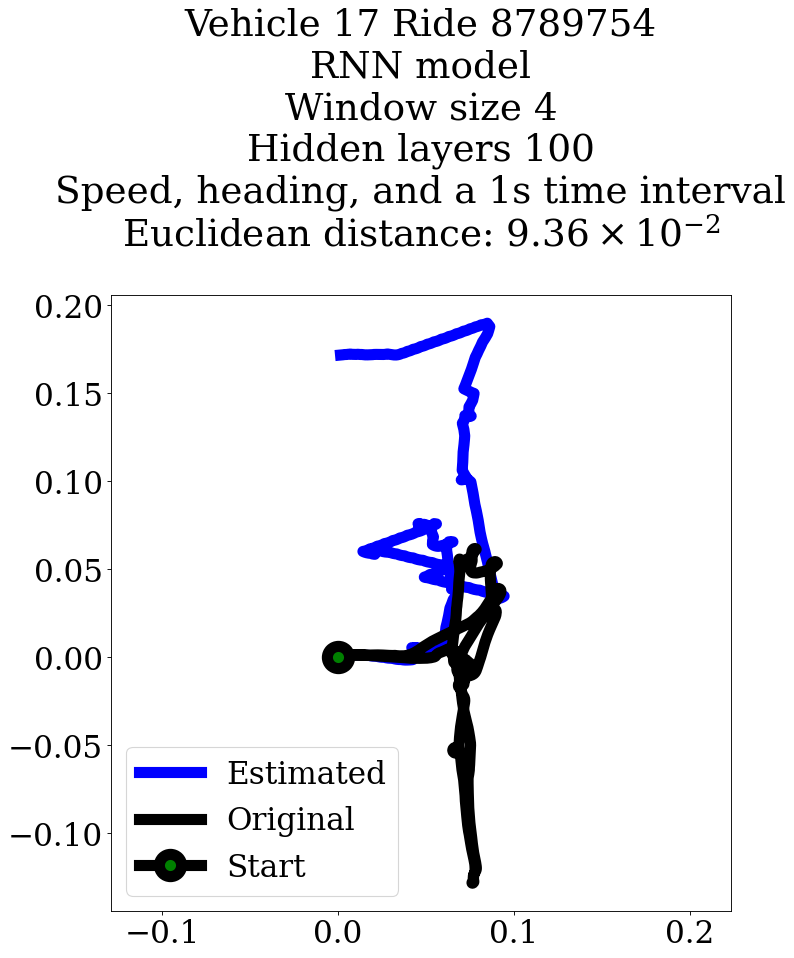 Vehicle 17 Ride 8789754
RNN model
Window size 4
Hidden layers 100
Speed, heading, and a 1s time interval
Euclidean distance: 9.36 × 10⁻²
0.20
0.15
0.10
0.05
0.00
−0.05
−0.10
Estimated
Original
Start
−0.1 0.0 0.1 0.2